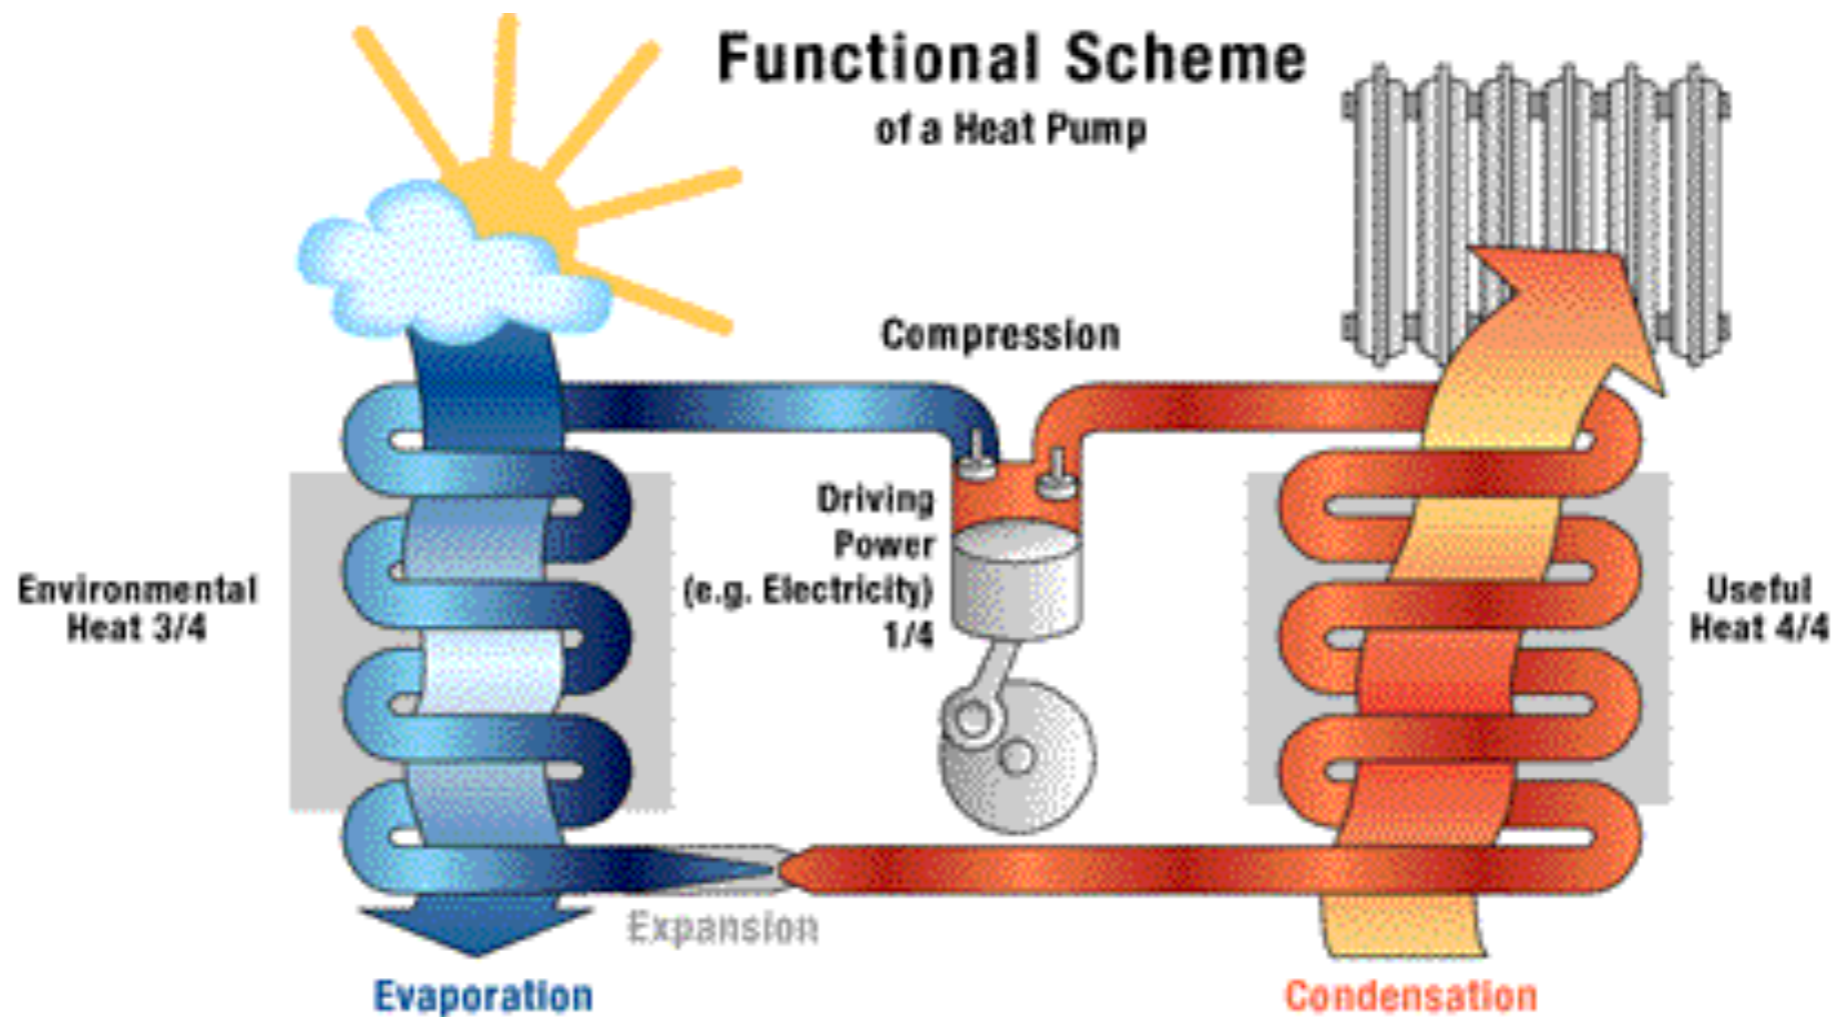 Functional Scheme
of a Heat Pump
Compression
Driving
Power
(e.g. Electricity)
1/4
Environmental
Heat 3/4
Useful
Heat 4/4
Expansion
Evaporation
Condensation